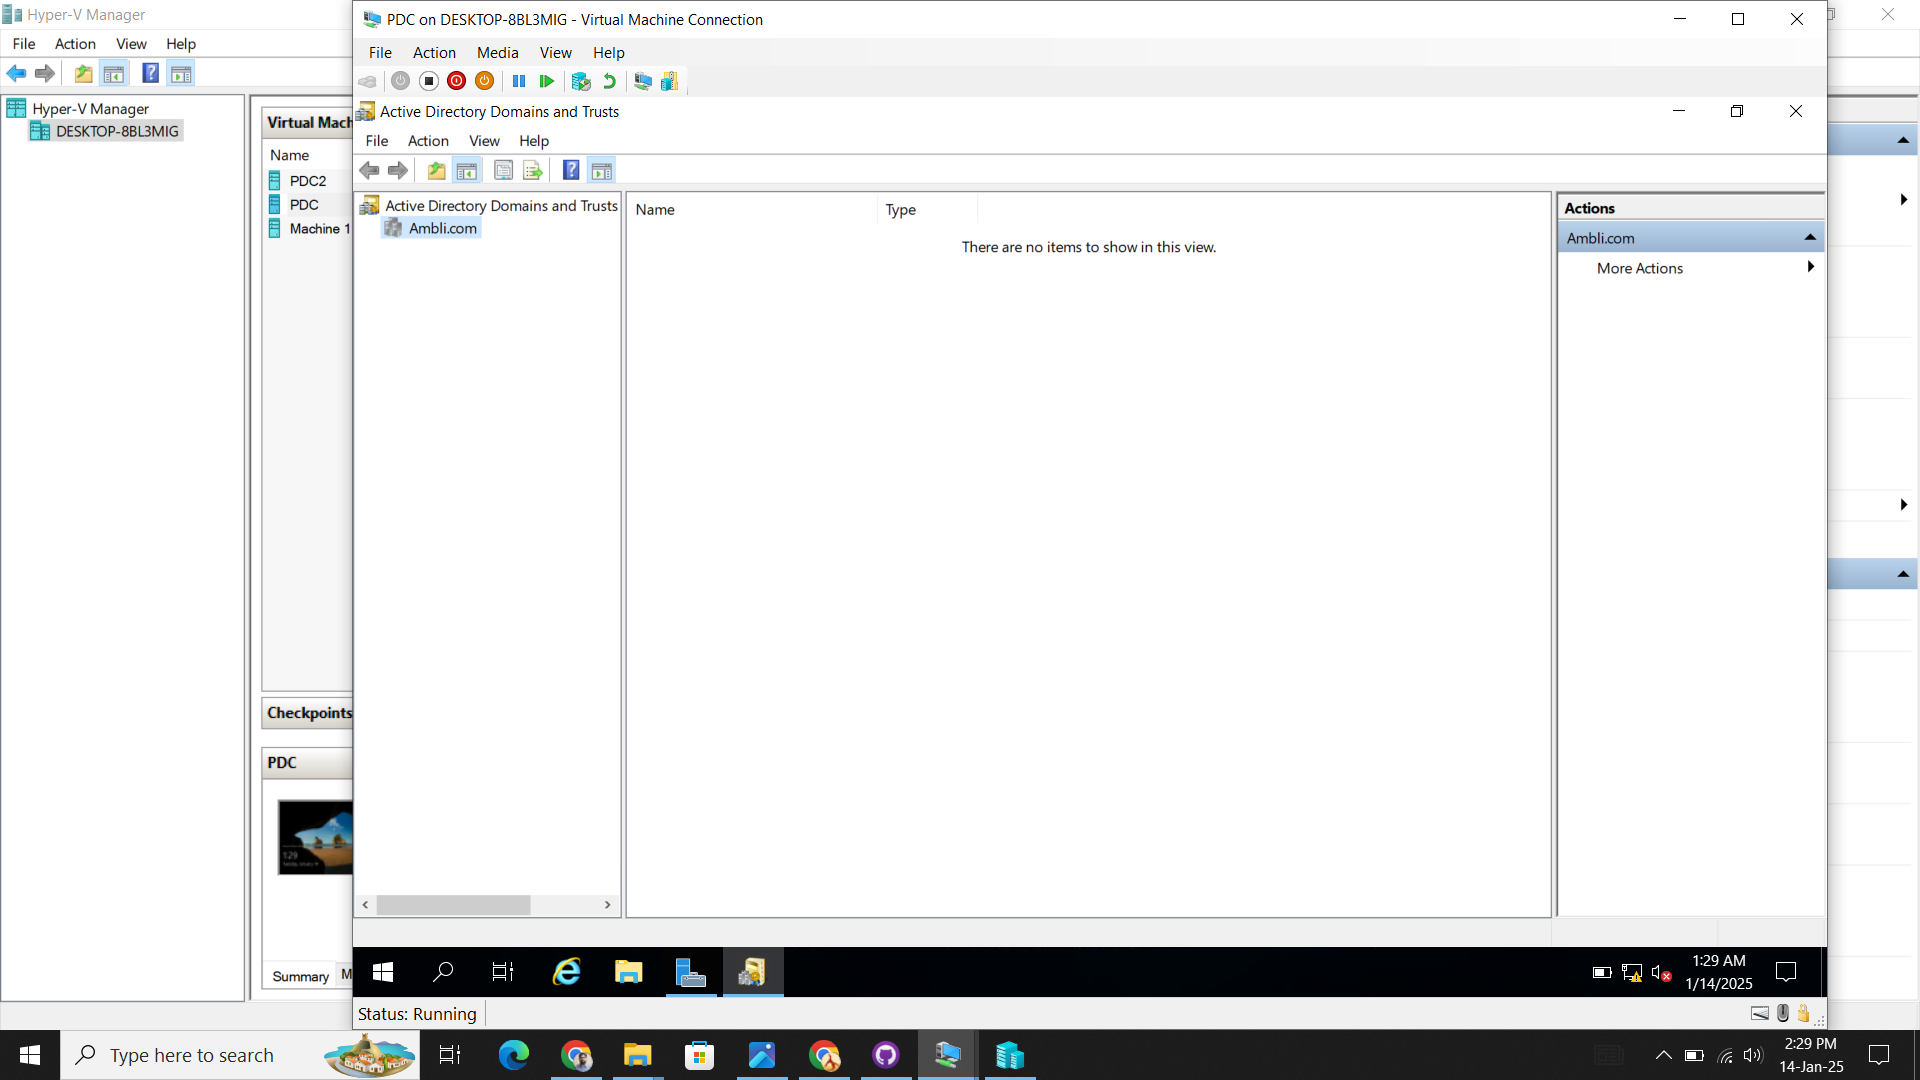 Hyper-V Manager
File Action View Help
Hyper-V Manager
DESKTOP-8BL3MIG
Virtual Mach
Name
PDC2
PDC
Machine 1
Checkpoints
PDC
Summary M
PDC on DESKTOP-8BL3MIG - Virtual Machine Connection
File Action Media View Help
Active Directory Domains and Trusts
File Action View Help
Active Directory Domains and Trusts
Ambli.com
Name Type
There are no items to show in this view.
Actions
Ambli.com
More Actions
1:29 AM
1/14/2025
Status: Running
Type here to search
2:29 PM
14-Jan-25